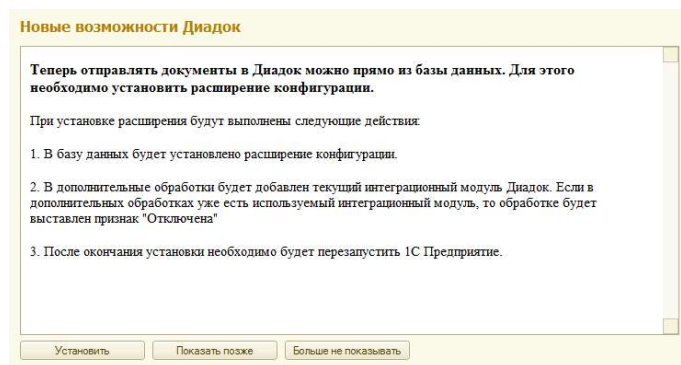 Новые возможности Диадок
Теперь отправлять документы в Диадок можно прямо из базы данных. Для этого
необходимо установить расширение конфигурации.
При установке расширения будут выполнены следующие действия:
1. В базу данных будет установлено расширение конфигурации.
2. В дополнительные обработки будет добавлен текущий интеграционный модуль Диадок. Если в
дополнительных обработках уже есть используемый интеграционный модуль, то обработке будет
выставлен признак "Отключена"
3. После окончания установки необходимо будет перезапустить 1С Предприятие.
Установить Показать позже Больше не показывать